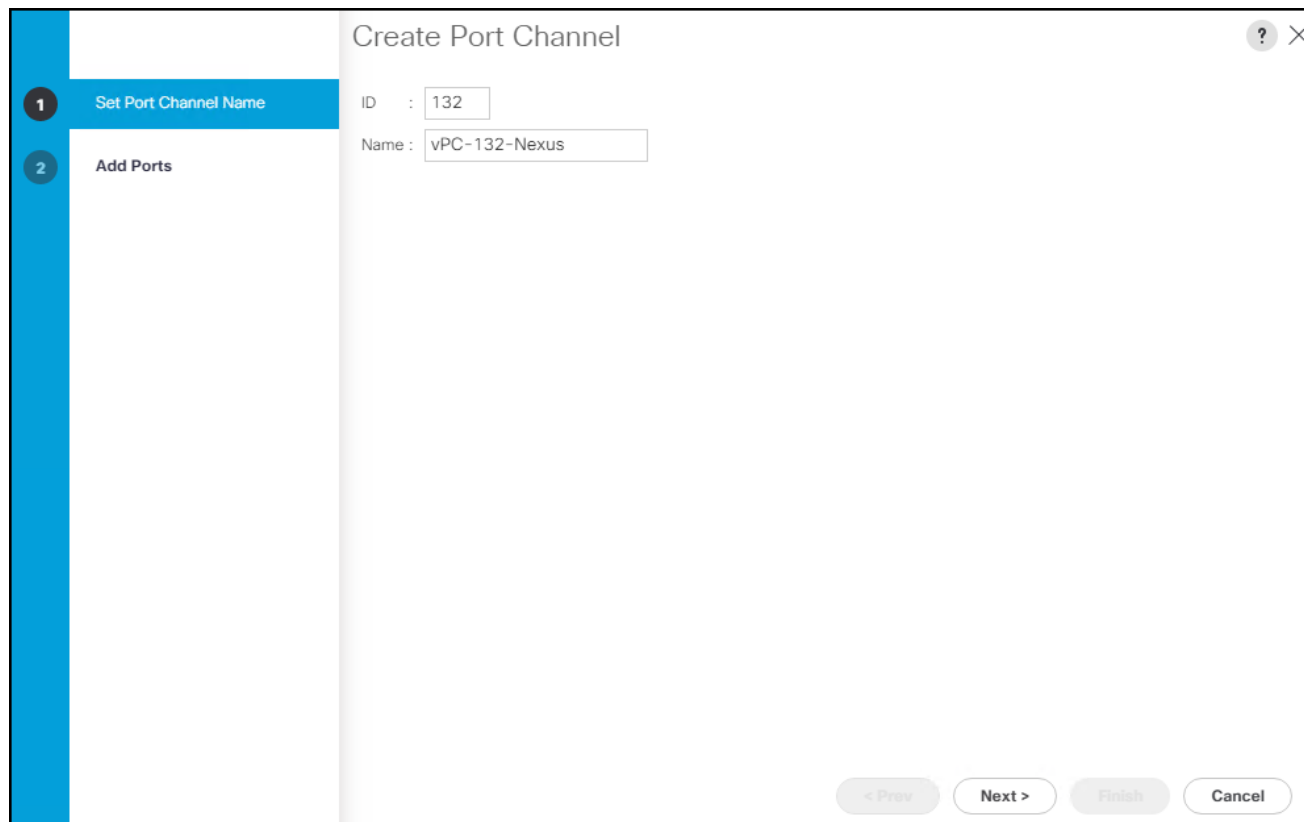 Create Port Channel
? ×
1 Set Port Channel Name
ID : 132
Name : vPC-132-Nexus
2 Add Ports
< Prev Next > Finish Cancel